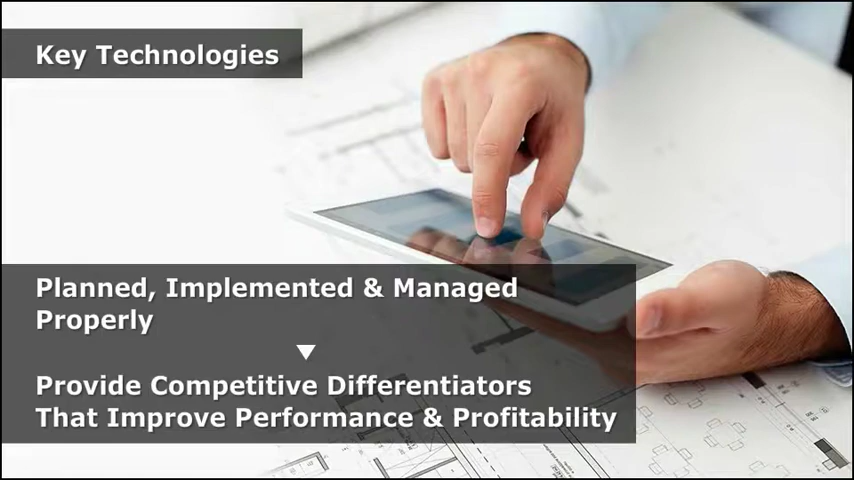 Key Technologies
Planned, Implemented & Managed
Properly
Provide Competitive Differentiators
That Improve Performance & Profitability